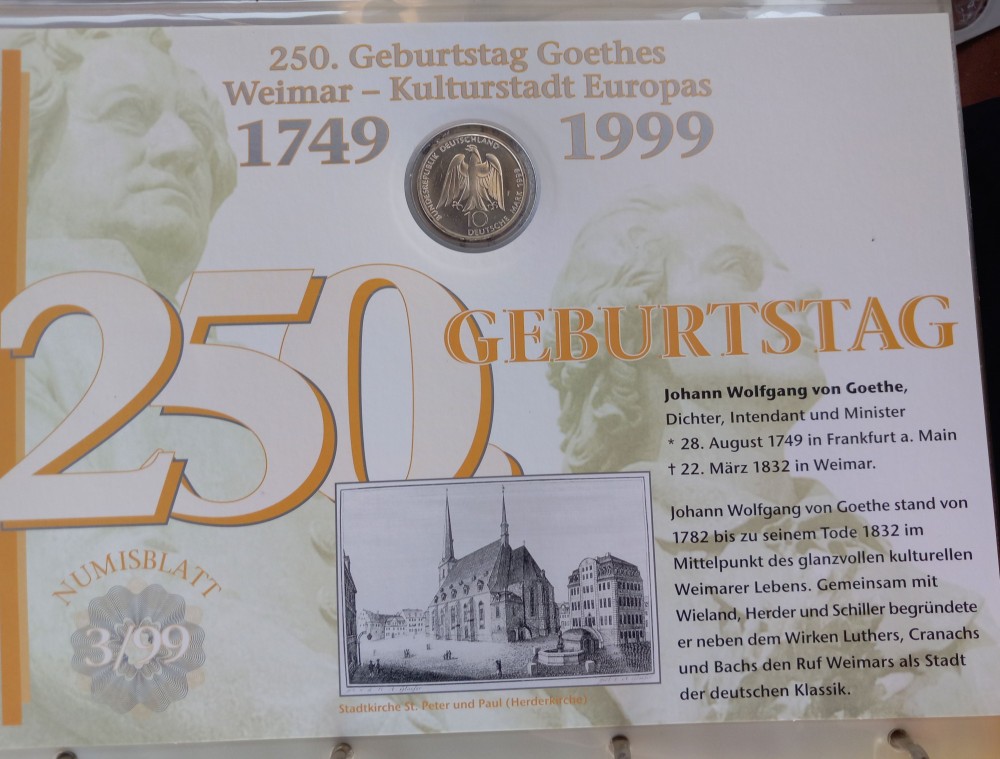 250. Geburtstag Goethes
Weimar – Kulturstadt Europas
1749
1999
BUNDESREPUBLIK DEUTSCHLAND
10
DEUTSCHE MARK
250.
GEBURTSTAG
Johann Wolfgang von Goethe,
Dichter, Intendant und Minister
* 28. August 1749 in Frankfurt a. Main
† 22. März 1832 in Weimar.
Johann Wolfgang von Goethe stand von
1782 bis zu seinem Tode 1832 im
Mittelpunkt des glanzvollen kulturellen
Weimarer Lebens. Gemeinsam mit
Wieland, Herder und Schiller begründete
er neben dem Wirken Luthers, Cranachs
und Bachs den Ruf Weimars als Stadt
der deutschen Klassik.
NUMISBLATT
3/99
Stadtkirche St. Peter und Paul (Herderkirche)